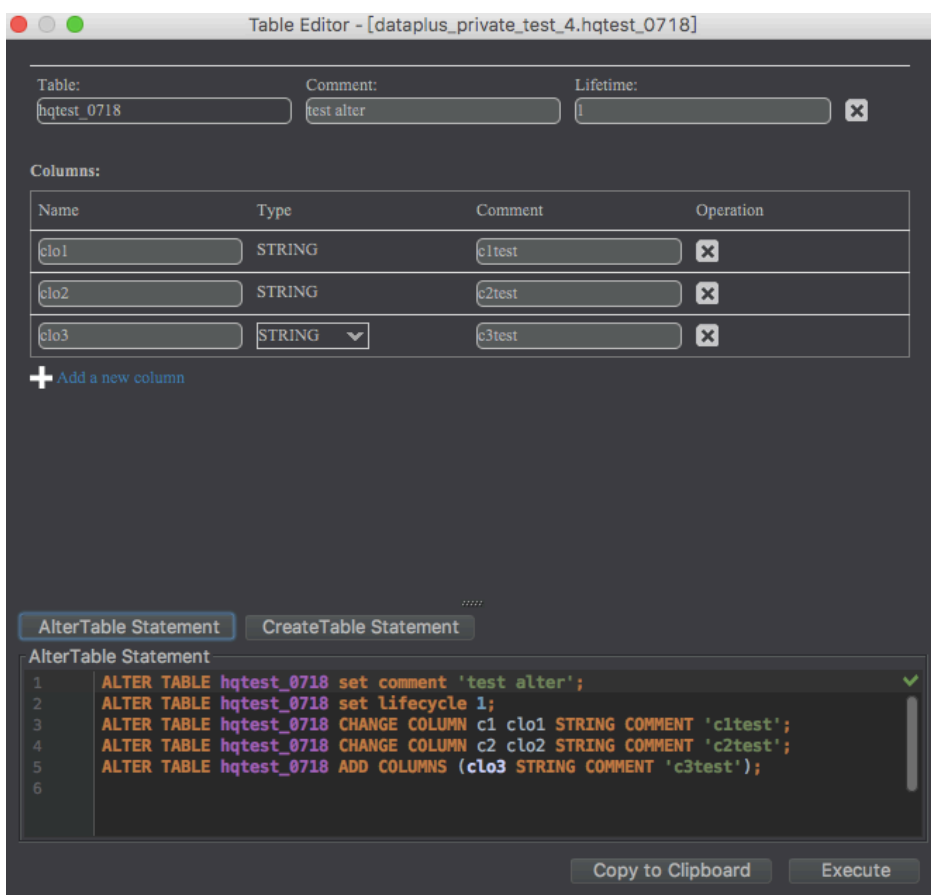 Table Editor - [dataplus_private_test_4.hqtest_0718]
Table: Comment: Lifetime:
hqtest_0718 test alter 1
Columns:
Name Type Comment Operation
clo1 STRING c1test
clo2 STRING c2test
clo3 STRING c3test
Add a new column
AlterTable Statement CreateTable Statement
AlterTable Statement
1 ALTER TABLE hqtest_0718 set comment 'test alter';
2 ALTER TABLE hqtest_0718 set lifecycle 1;
3 ALTER TABLE hqtest_0718 CHANGE COLUMN c1 clo1 STRING COMMENT 'c1test';
4 ALTER TABLE hqtest_0718 CHANGE COLUMN c2 clo2 STRING COMMENT 'c2test';
5 ALTER TABLE hqtest_0718 ADD COLUMNS (clo3 STRING COMMENT 'c3test');
6
Copy to Clipboard Execute